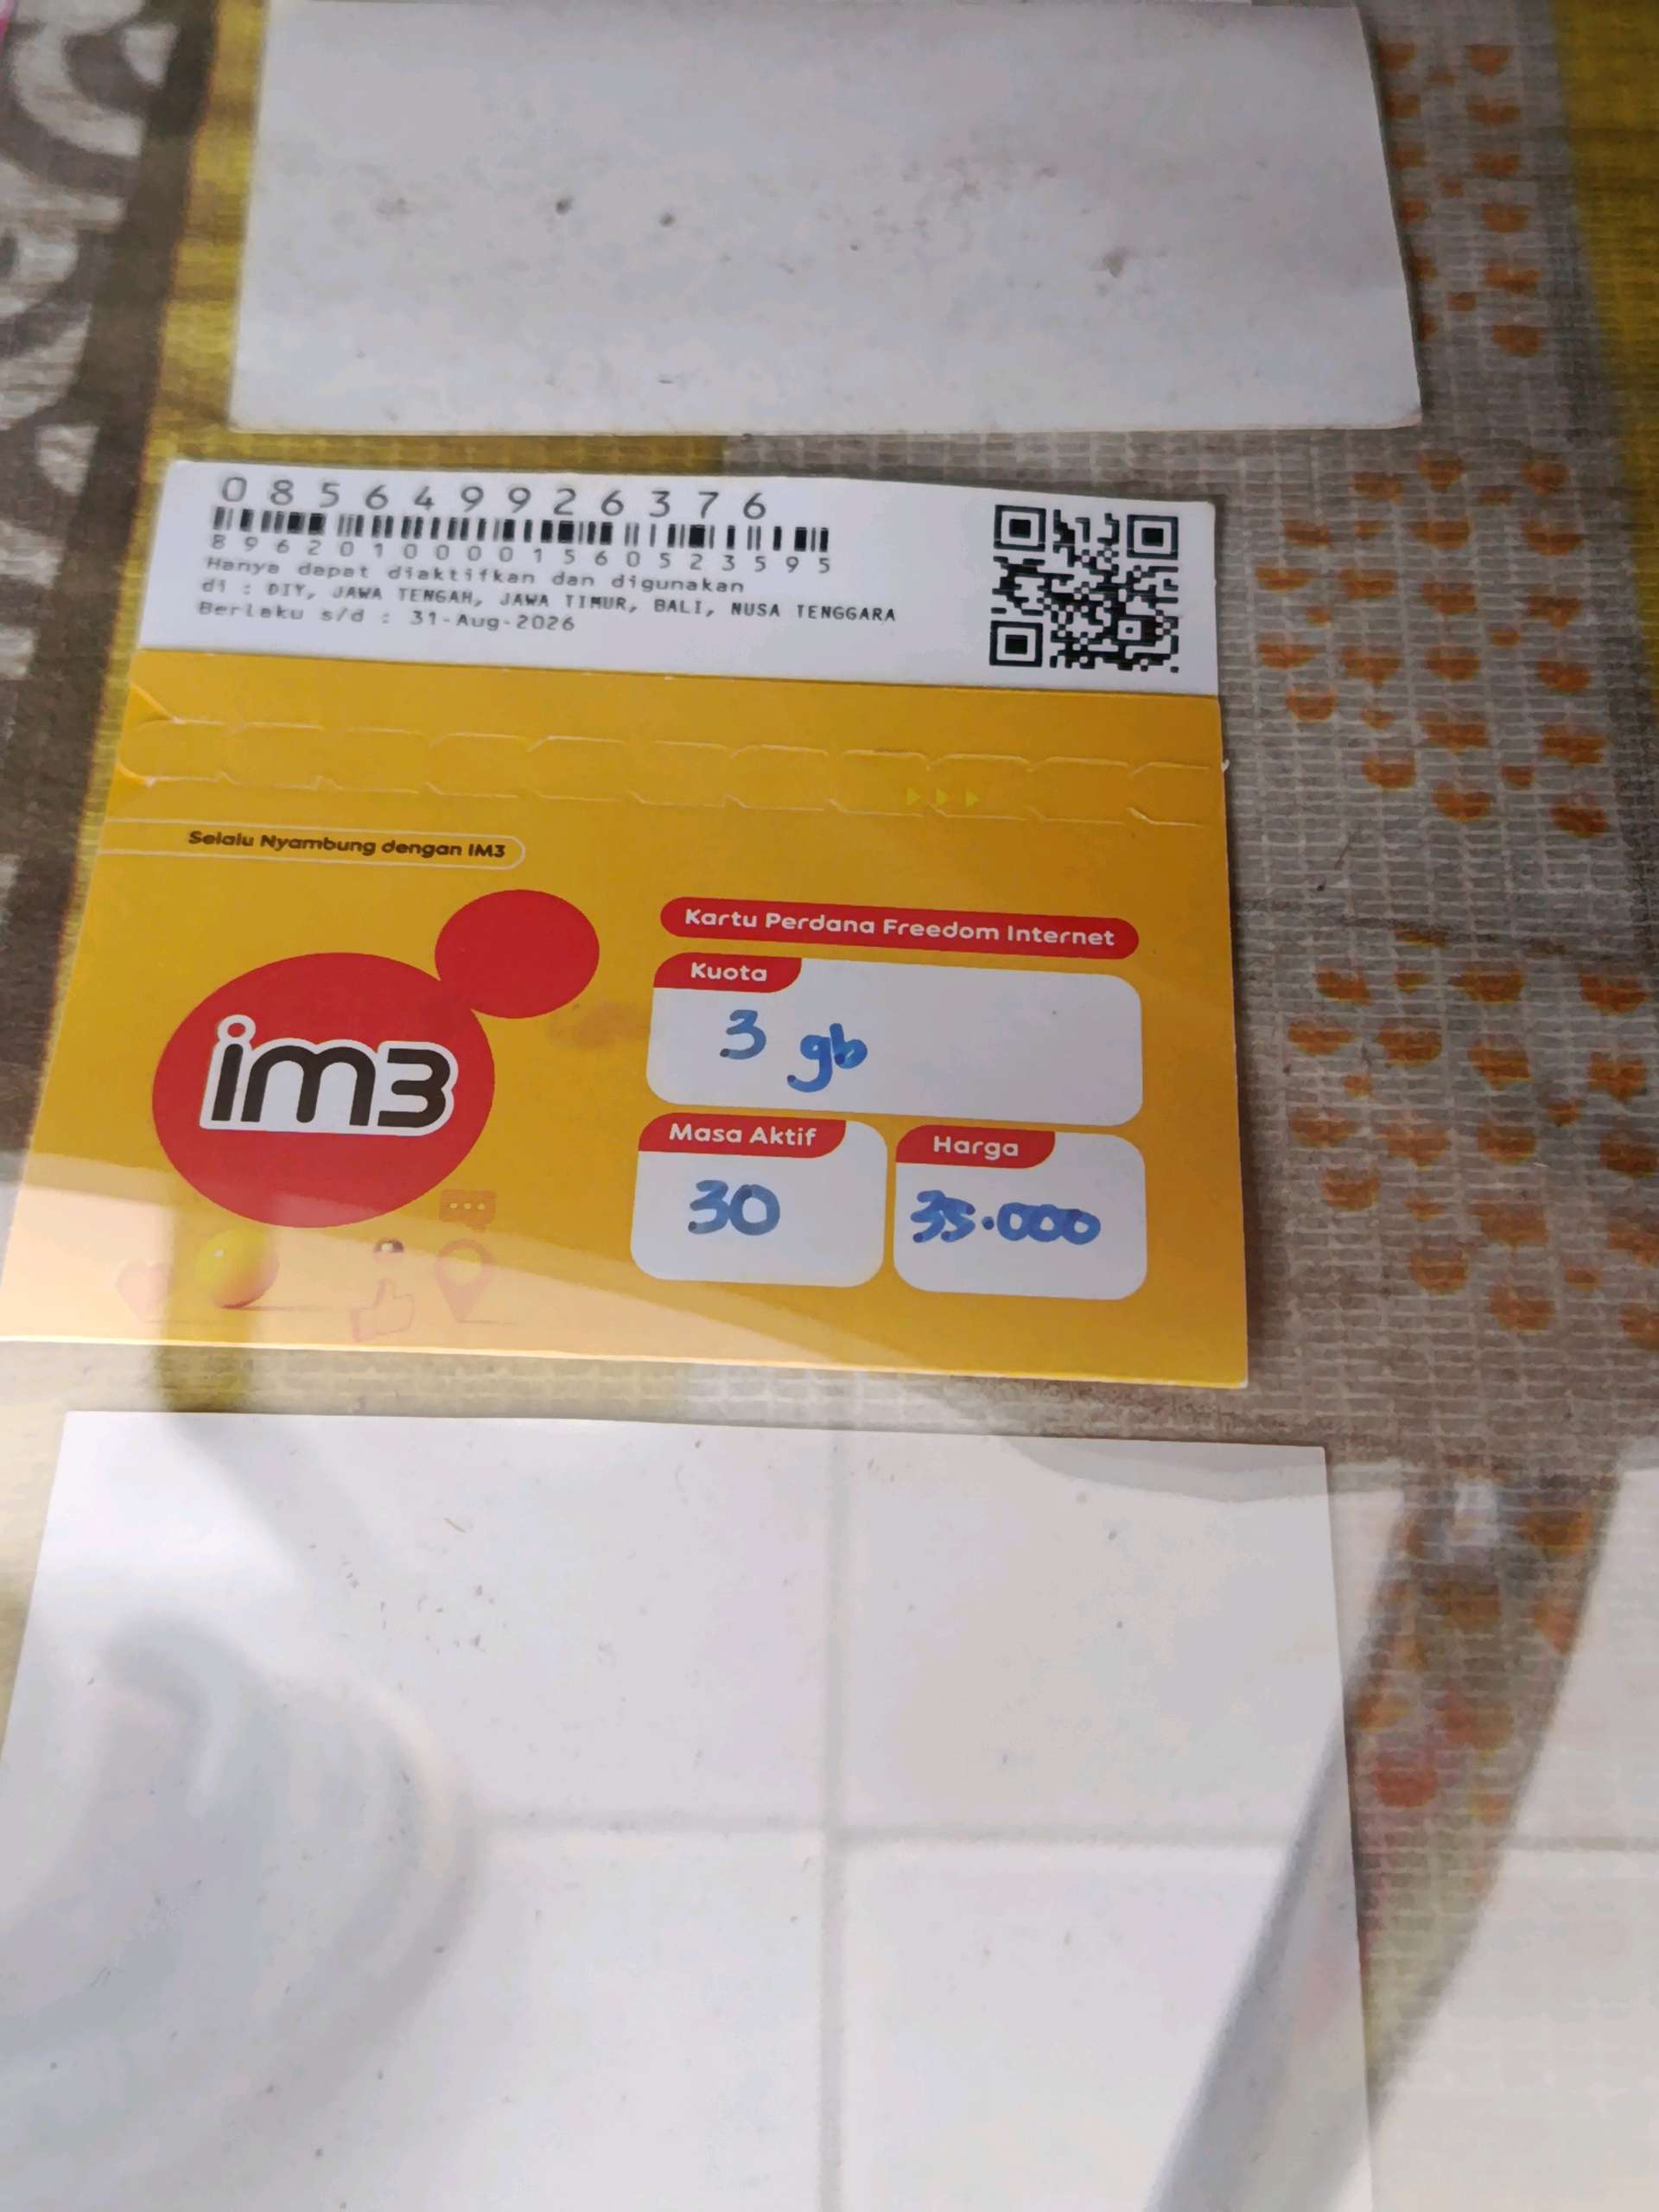 085649926376
8962010000156052359 5
Hanya dapat diaktifkan dan digunakan
di : DIY, JAWA TENGAH, JAWA TIMUR, BALI, NUSA TENGGARA
Berlaku s/d : 31-Aug-2026
Selalu Nyambung dengan IM3
im3
Kartu Perdana Freedom Internet
Kuota
3 gb
Masa Aktif
30
Harga
35.000